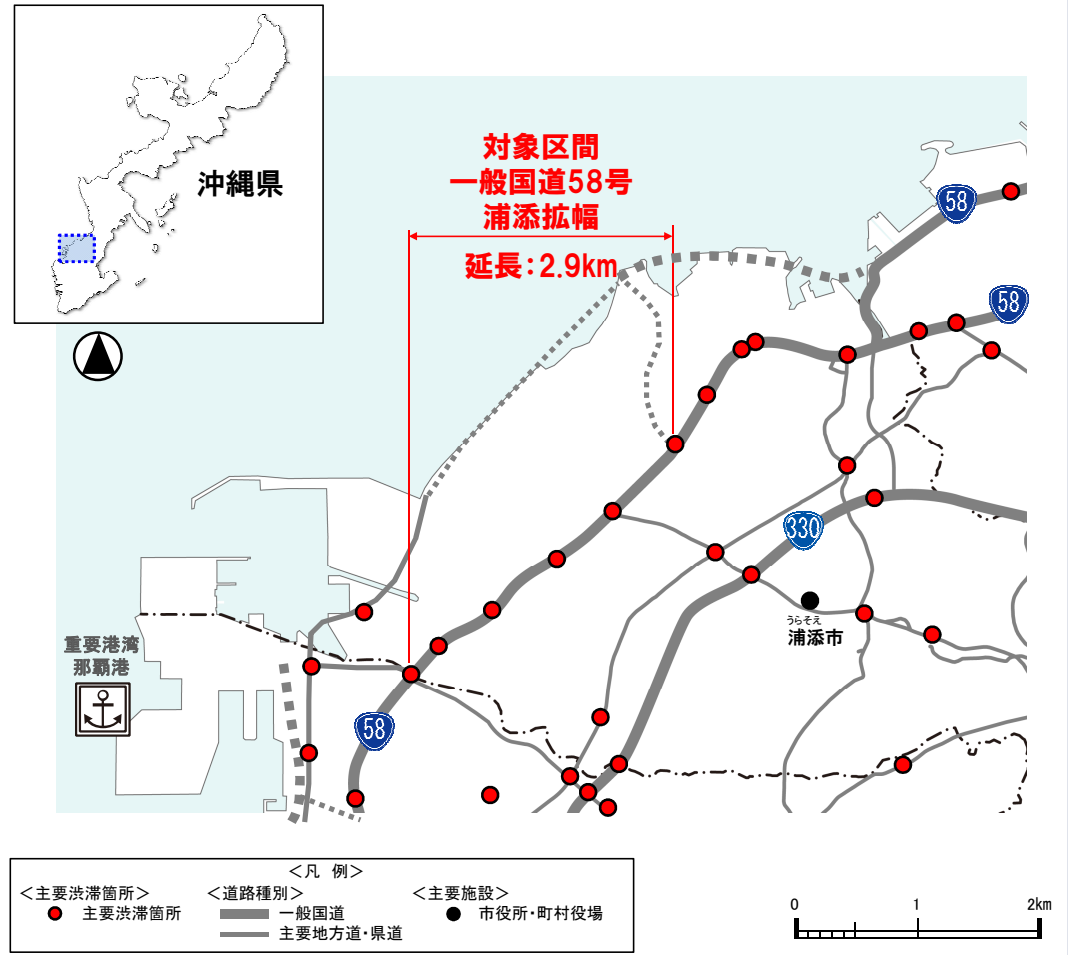 沖縄県
対象区間
一般国道58号
浦添拡幅
延長：2.9km
58
58
330
うらそえ
浦添市
重要港湾
那覇港
58
＜凡 例＞
＜主要渋滞箇所＞ ＜道路種別＞ ＜主要施設＞
主要渋滞箇所 一般国道 市役所・町村役場
主要地方道・県道
0 1 2km